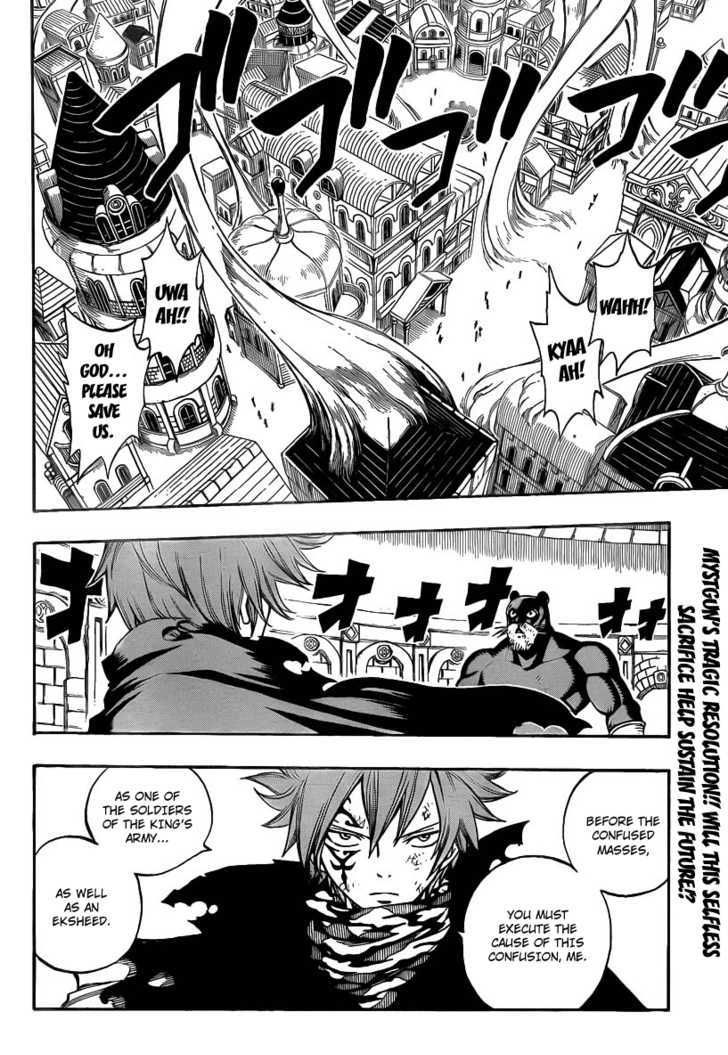 ゴゴゴゴゴ
WAHH!
KYAA
AH!
UWA
AH!!
OH
GOD...
PLEASE
SAVE
US.
MYSTGUN'S TRAGIC RESOLUTION!! WILL THIS SELFLESS
SACRIFICE HELP SUSTAIN THE FUTURE!?
オオオオオ
BEFORE THE
CONFUSED
MASSES,
YOU MUST
EXECUTE THE
CAUSE OF THIS
CONFUSION, ME.
AS ONE OF
THE SOLDIERS
OF THE KING'S
ARMY...
AS WELL
AS AN
EKSHEED.